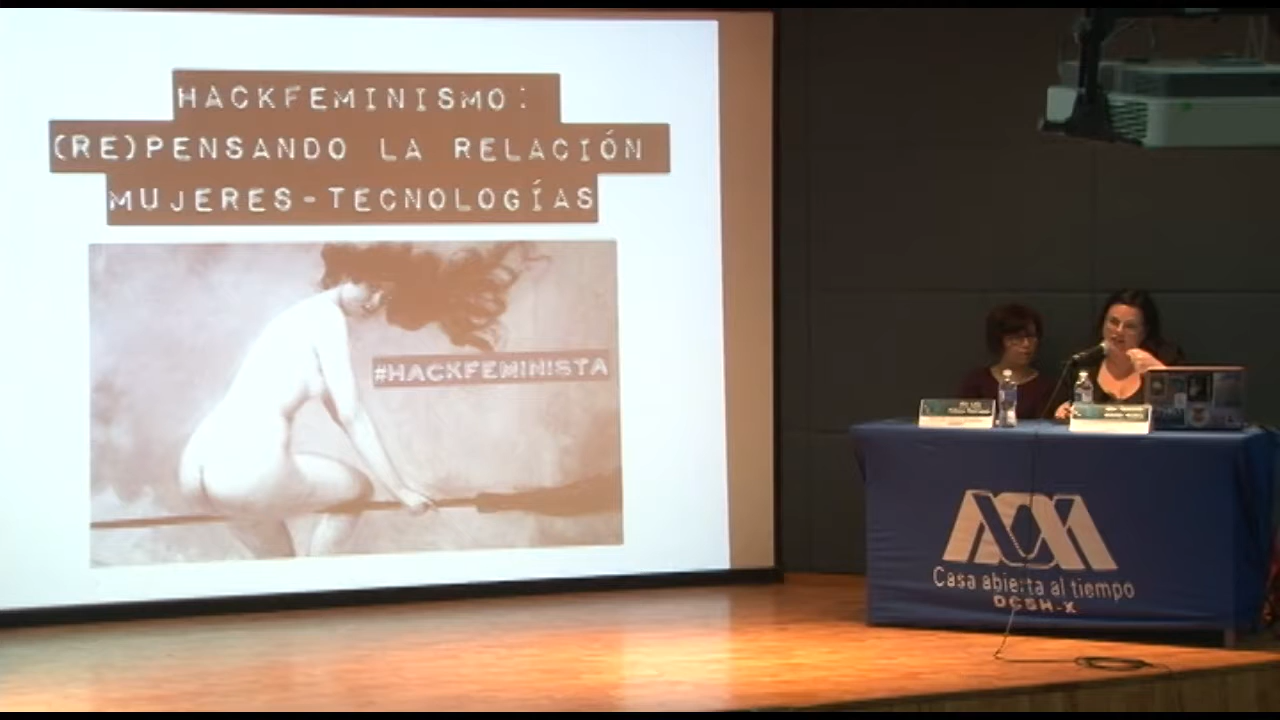 HACKFEMINISMO:
(RE)PENSANDO LA RELACIÓN
MUJERES-TECNOLOGÍAS
#HACKFEMINISTA
Casa abierta al tiempo
DCSH-X